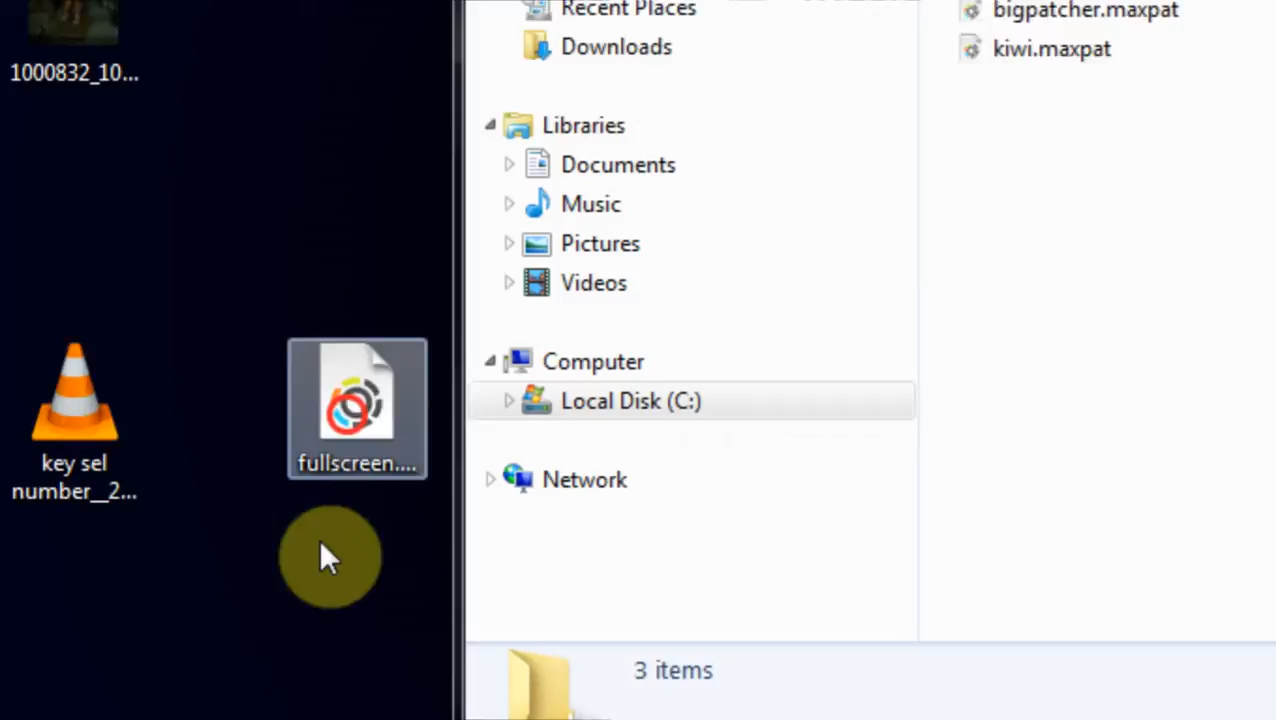 1000832_10...
key sel
number__2...
fullscreen....
Recent Places
Downloads
Libraries
Documents
Music
Pictures
Videos
Computer
Local Disk (C:)
Network
bigpatcher.maxpat
kiwi.maxpat
3 items